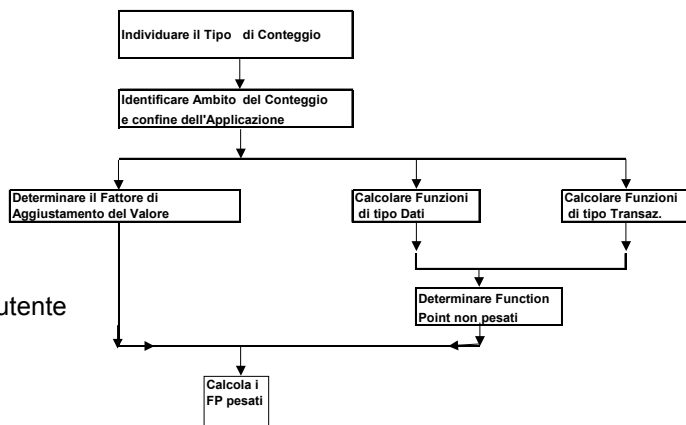 Individuare il Tipo di Conteggio
Identificare Ambito del Conteggio
e confine dell'Applicazione
Determinare il Fattore di
Aggiustamento del Valore
Calcolare Funzioni
di tipo Dati
Calcolare Funzioni
di tipo Transaz.
utente
Determinare Function
Point non pesati
Calcola i
FP pesati